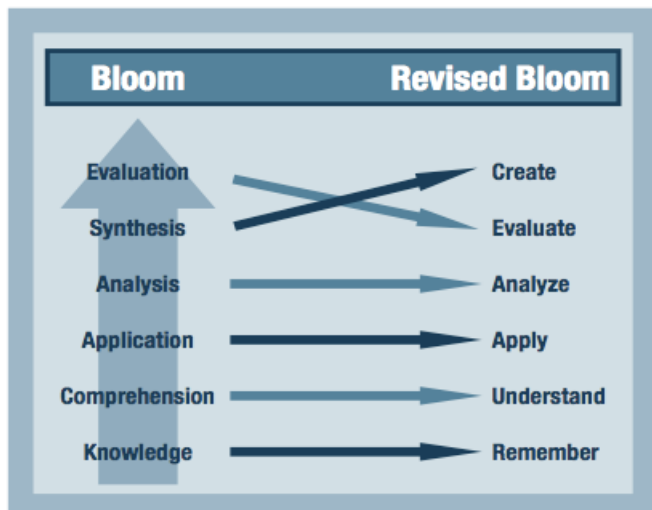 Bloom Revised Bloom
Evaluation Create
Synthesis Evaluate
Analysis Analyze
Application Apply
Comprehension Understand
Knowledge Remember